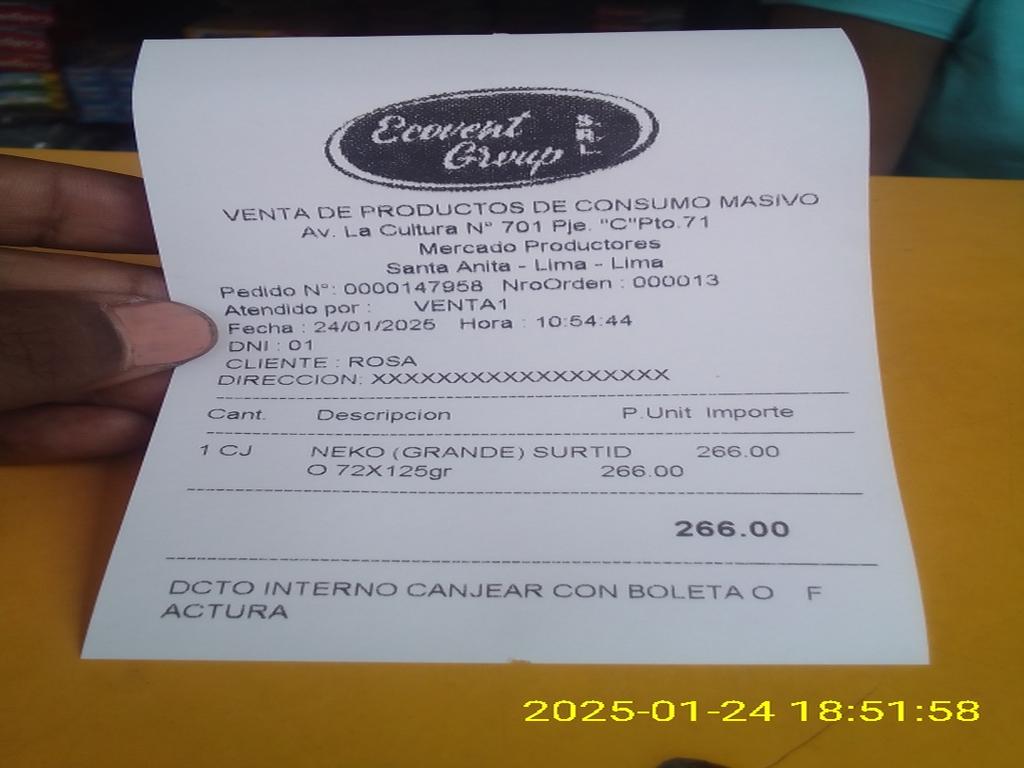 Ecovent
Group
S.R.L.
VENTA DE PRODUCTOS DE CONSUMO MASIVO
Av. La Cultura N° 701 Pje. "C"Pto.71
Mercado Productores
Santa Anita - Lima - Lima
Pedido N°: 0000147958 NroOrden : 000013
Atendido por : VENTA1
Fecha : 24/01/2025 Hora : 10:54:44
DNI : 01
CLIENTE : ROSA
DIRECCION: XXXXXXXXXXXXXXXXXX
Cant. Descripcion P.Unit Importe
1 CJ NEKO (GRANDE) SURTID 266.00
O 72X125gr 266.00
266.00
DCTO INTERNO CANJEAR CON BOLETA O F
ACTURA
2025-01-24 18:51:58